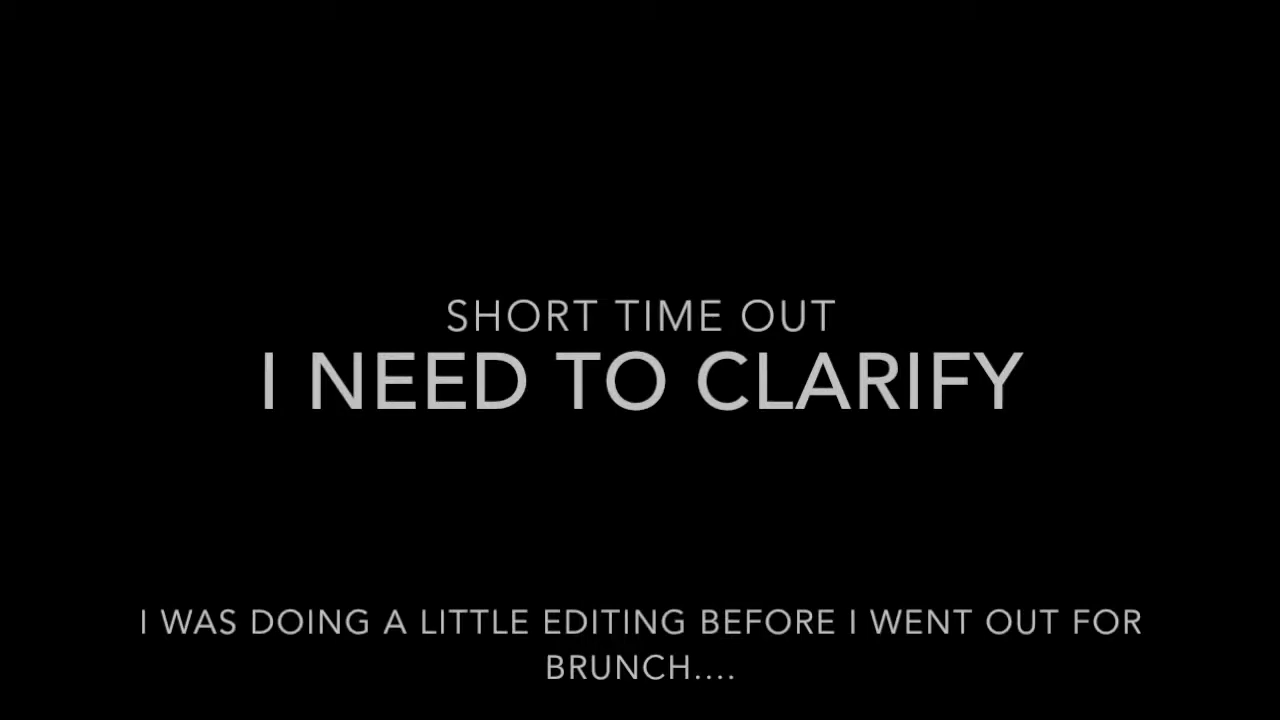 SHORT TIME OUT
I NEED TO CLARIFY
I WAS DOING A LITTLE EDITING BEFORE I WENT OUT FOR
BRUNCH....